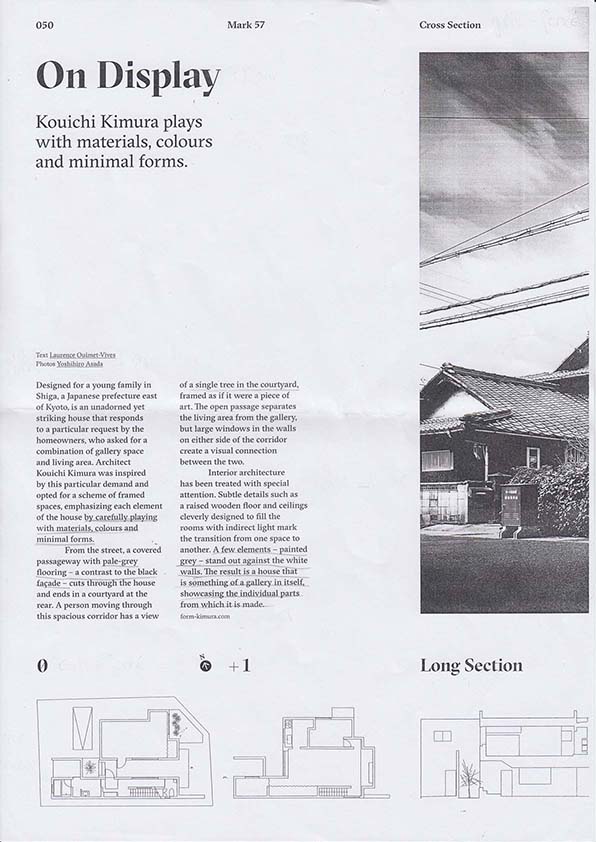 050
Mark 57
Cross Section
On Display
Kouichi Kimura plays
with materials, colours
and minimal forms.
Text Laurence Ouimet-Vives
Photos Yoshihiro Asada
Designed for a young family in
Shiga, a Japanese prefecture east
of Kyoto, is an unadorned yet
striking house that responds
to a particular request by the
homeowners, who asked for a
combination of gallery space
and living area. Architect
Kouichi Kimura was inspired
by this particular demand and
opted for a scheme of framed
spaces, emphasizing each element
of the house by carefully playing
with materials, colours and
minimal forms.
From the street, a covered
passageway with pale-grey
flooring – a contrast to the black
façade – cuts through the house
and ends in a courtyard at the
rear. A person moving through
this spacious corridor has a view
of a single tree in the courtyard,
framed as if it were a piece of
art. The open passage separates
the living area from the gallery,
but large windows in the walls
on either side of the corridor
create a visual connection
between the two.
Interior architecture
has been treated with special
attention. Subtle details such as
a raised wooden floor and ceilings
cleverly designed to fill the
rooms with indirect light mark
the transition from one space to
another. A few elements – painted
grey – stand out against the white
walls. The result is a house that
is something of a gallery in itself,
showcasing the individual parts
from which it is made.
form-kimura.com
0
N
+1
Long Section